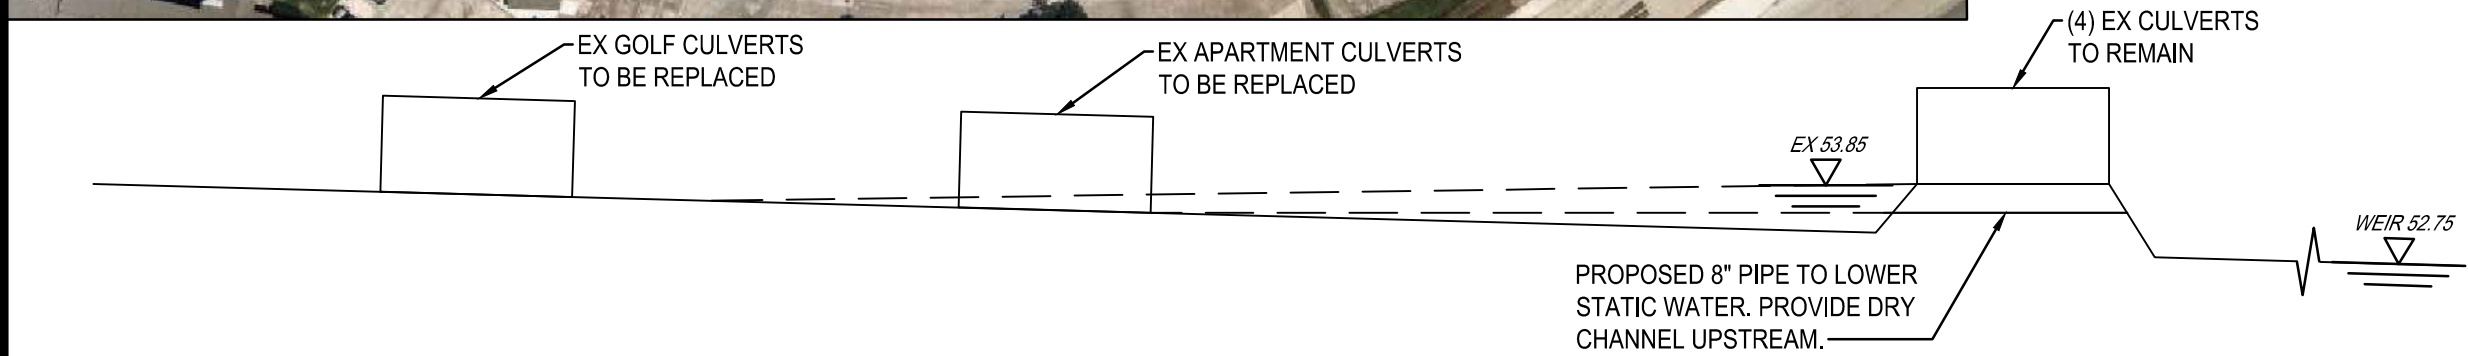 EX GOLF CULVERTS
TO BE REPLACED
EX APARTMENT CULVERTS
TO BE REPLACED
(4) EX CULVERTS
TO REMAIN
EX 53.85
WEIR 52.75
PROPOSED 8" PIPE TO LOWER
STATIC WATER. PROVIDE DRY
CHANNEL UPSTREAM.